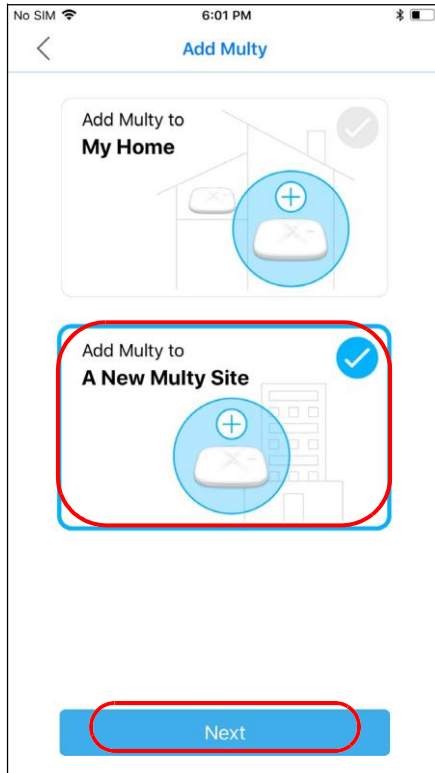 No SIM 6:01 PM
Add Multy
Add Multy to
My Home
Add Multy to
A New Multy Site
Next